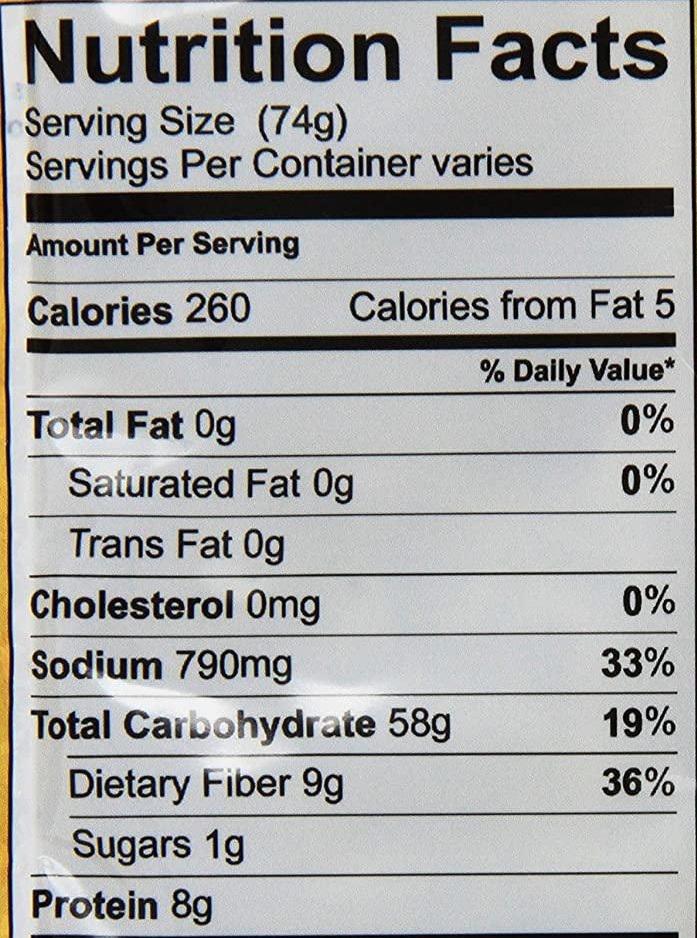 Nutrition Facts
Serving Size (74g)
Servings Per Container varies
Amount Per Serving
Calories 260 Calories from Fat 5
% Daily Value*
Total Fat 0g 0%
Saturated Fat 0g 0%
Trans Fat 0g
Cholesterol 0mg 0%
Sodium 790mg 33%
Total Carbohydrate 58g 19%
Dietary Fiber 9g 36%
Sugars 1g
Protein 8g